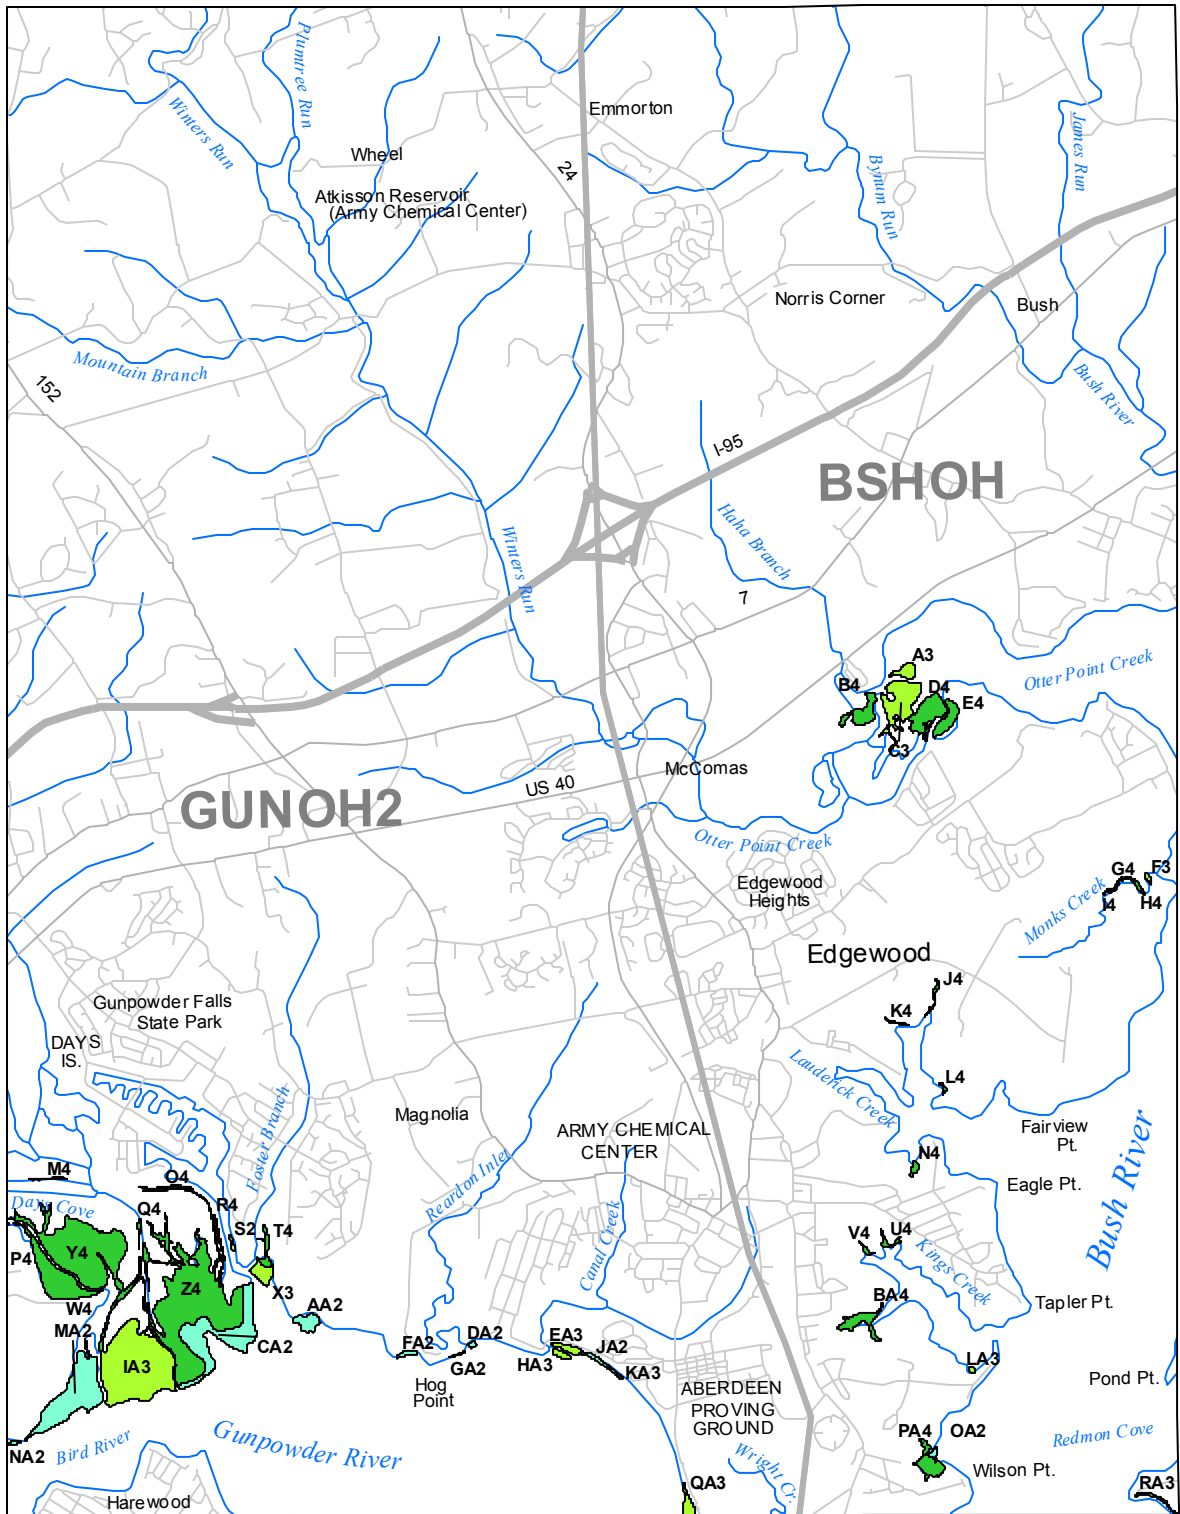 Plumtree Run
Emmorton
Winters Run
James Run
Wheel
24
Bynum Run
Atkisson Reservoir
(Army Chemical Center)
Norris Corner
Bush
Mountain Branch
152
Bush River
I-95
BSHOH
Haha Branch
Winters Run
7
A3
Otter Point Creek
B4
D4
E4
C3
McComas
US 40
GUNOH2
Otter Point Creek
Edgewood
Heights
G4
F3
I4
H4
Monks Creek
Edgewood
J4
Gunpowder Falls
State Park
K4
DAYS
IS.
Lauderick Creek
L4
Foster Branch
Magnolia
ARMY CHEMICAL
CENTER
Fairview
Pt.
Bush River
Reardon Inlet
N4
M4
O4
Eagle Pt.
Days Cove
Q4
R4
S2
T4
Canal Creek
V4
U4
Kings Creek
P4
Y4
Z4
X3
W4
AA2
BA4
Tapler Pt.
MA2
CA2
FA2
DA2
EA3
JA2
IA3
GA2
HA3
KA3
LA3
Hog
Point
ABERDEEN
PROVING
GROUND
Pond Pt.
Gunpowder River
Bird River
NA2
PA4
OA2
Redmon Cove
Wright Cr.
Wilson Pt.
QA3
RA3
Harewood